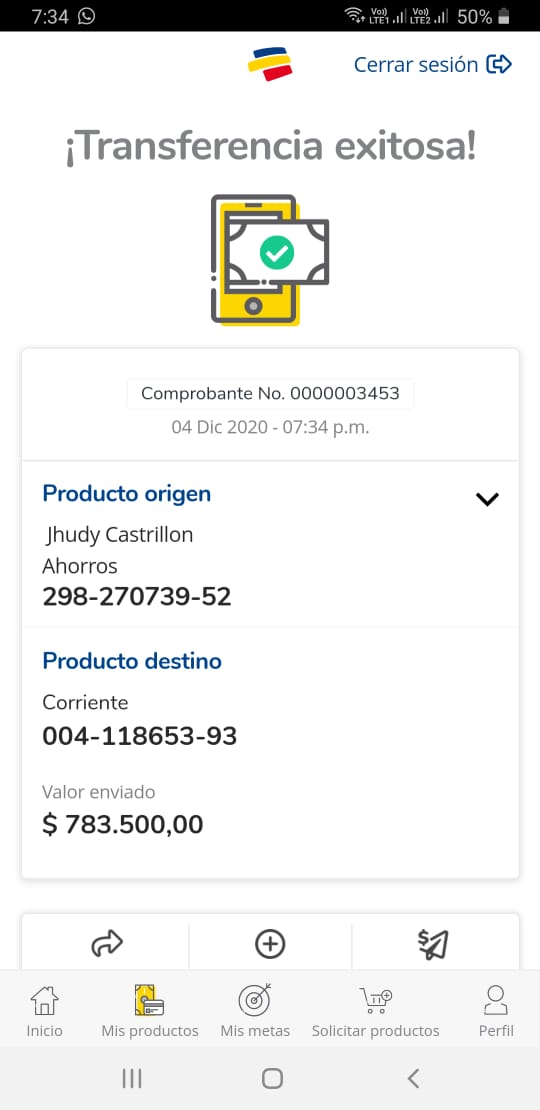 7:34
Vo))
LTE1
Vo))
LTE2
50%
Cerrar sesión
¡Transferencia exitosa!
Comprobante No. 0000003453
04 Dic 2020 - 07:34 p.m.
Producto origen
Jhudy Castrillon
Ahorros
298-270739-52
Producto destino
Corriente
004-118653-93
Valor enviado
$ 783.500,00
Inicio
Mis productos
Mis metas
Solicitar productos
Perfil